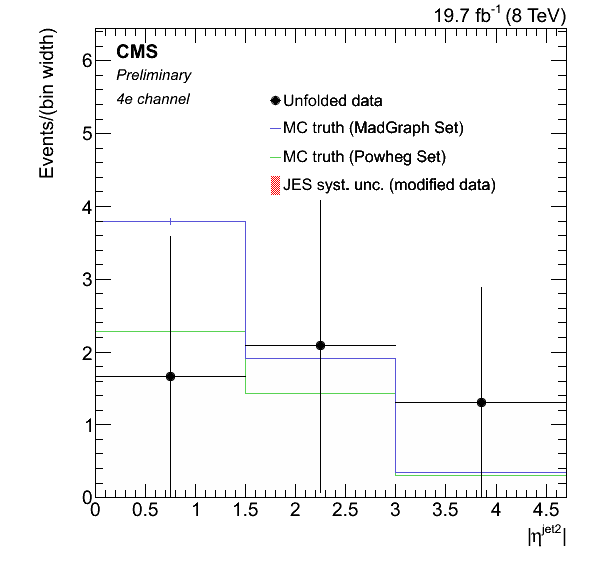 19.7 fb⁻¹ (8 TeV)
Events/(bin width)
CMS
Preliminary
4e channel
Unfolded data
MC truth (MadGraph Set)
MC truth (Powheg Set)
JES syst. unc. (modified data)
6
5
4
3
2
1
0
0 0.5 1 1.5 2 2.5 3 3.5 4 4.5
|η^jet2|